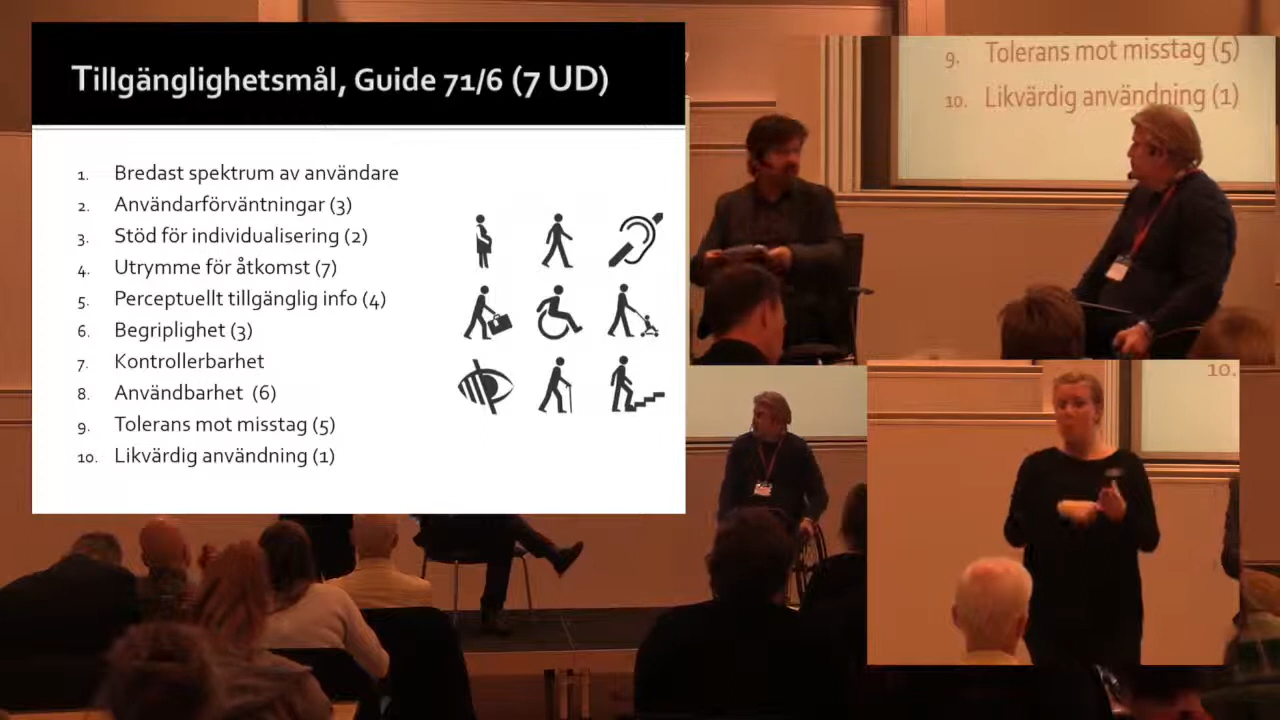 Tillgänglighetsmål, Guide 71/6 (7 UD)
1. Bredast spektrum av användare
2. Användarförväntningar (3)
3. Stöd för individualisering (2)
4. Utrymme för åtkomst (7)
5. Perceptuellt tillgänglig info (4)
6. Begriplighet (3)
7. Kontrollerbarhet
8. Användbarhet (6)
9. Tolerans mot misstag (5)
10. Likvärdig användning (1)
9. Tolerans mot misstag (5)
10. Likvärdig användning (1)
10.